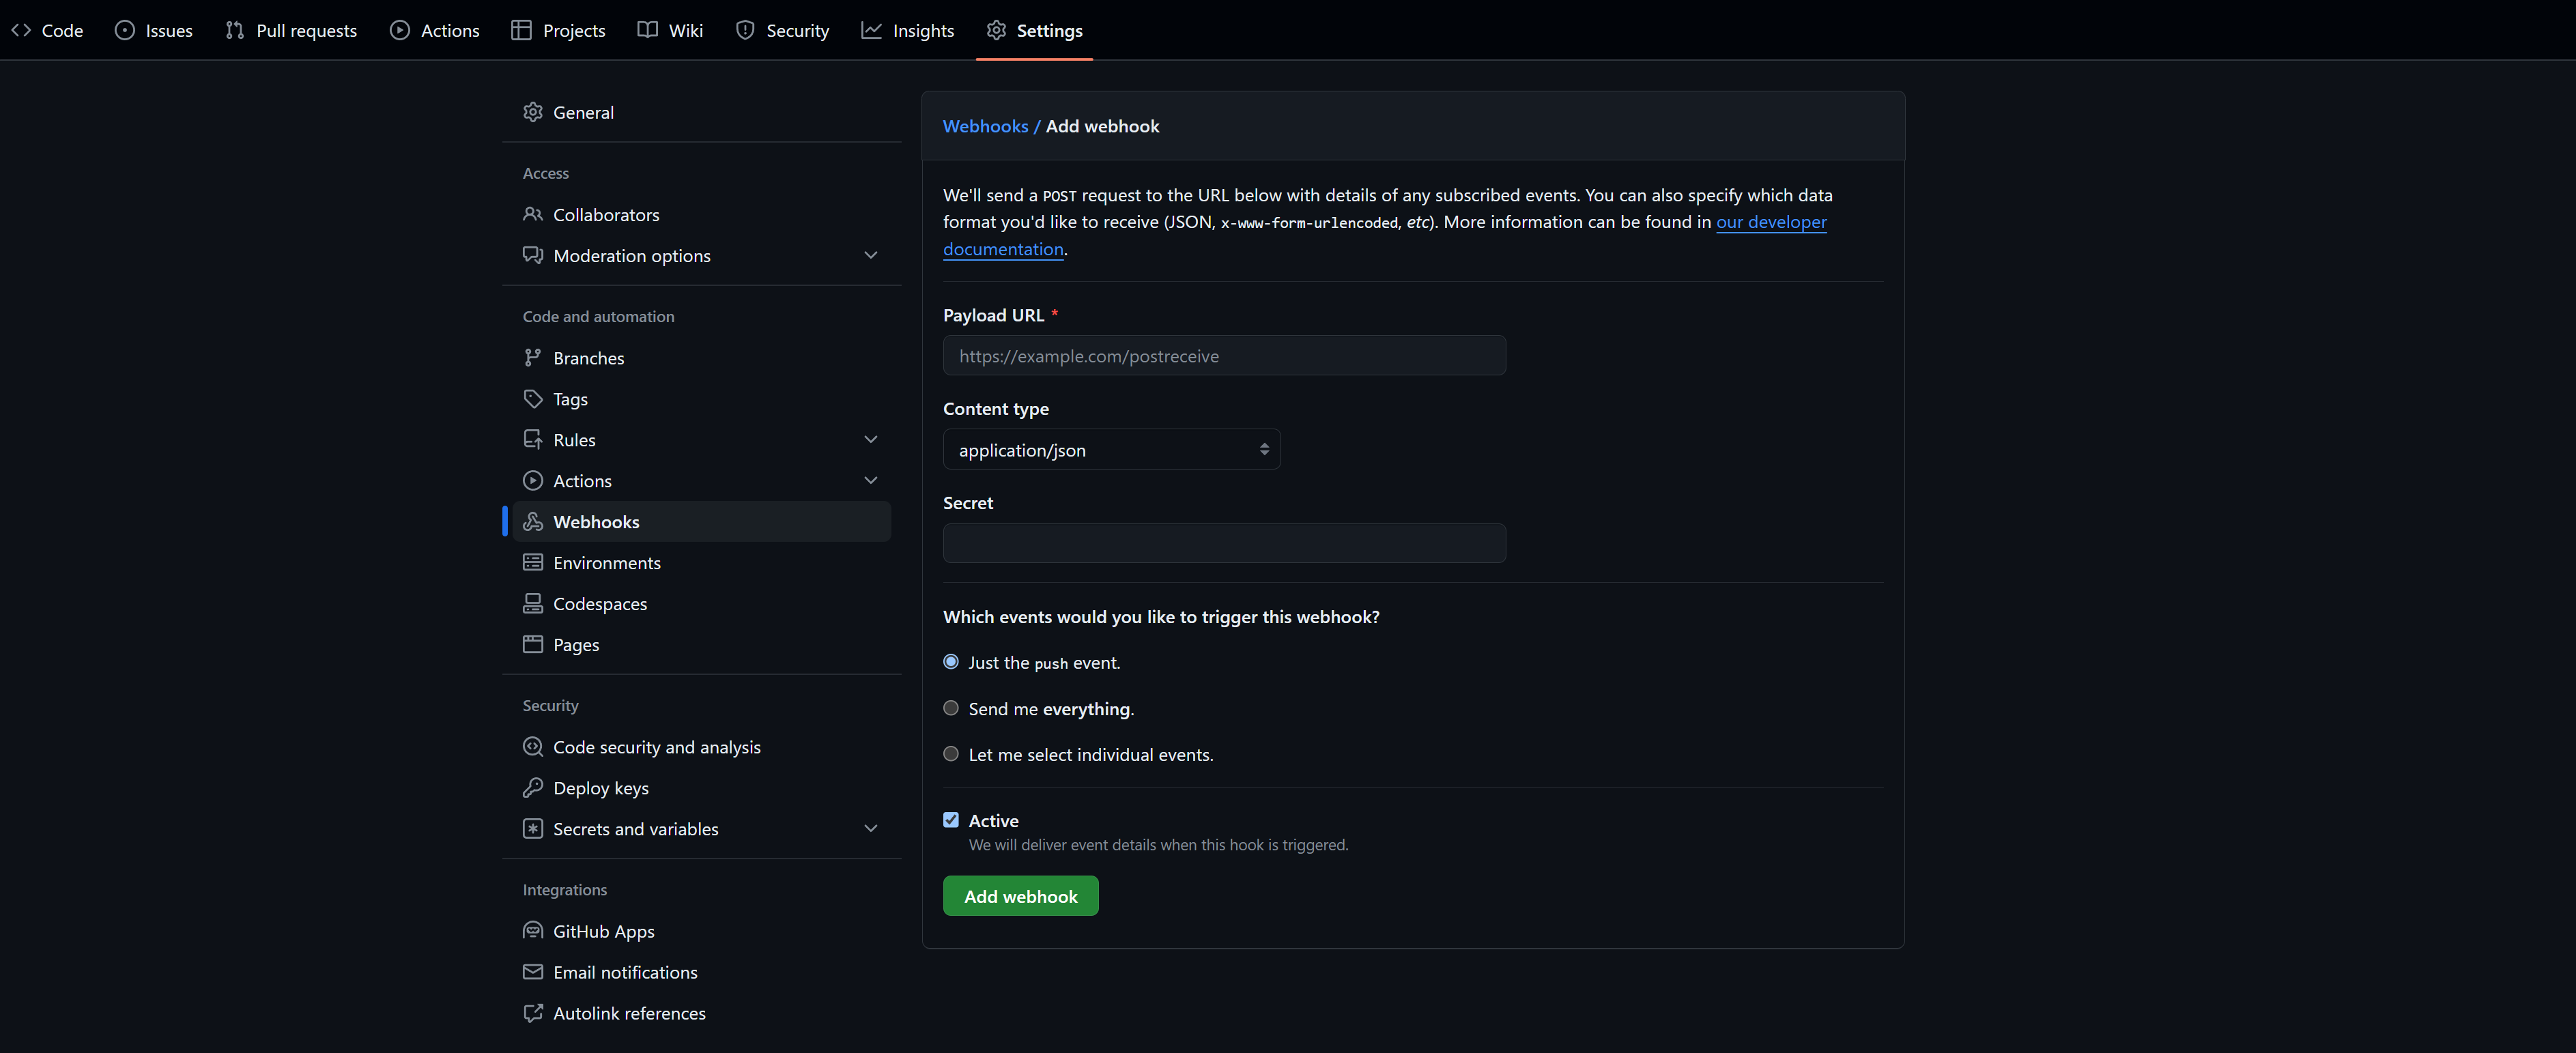 Code Issues Pull requests Actions Projects Wiki Security Insights Settings
General
Access
Collaborators
Moderation options
Code and automation
Branches
Tags
Rules
Actions
Webhooks
Environments
Codespaces
Pages
Security
Code security and analysis
Deploy keys
Secrets and variables
Integrations
GitHub Apps
Email notifications
Autolink references
Webhooks / Add webhook
We'll send a POST request to the URL below with details of any subscribed events. You can also specify which data
format you'd like to receive (JSON, x-www-form-urlencoded, etc). More information can be found in our developer
documentation.
Payload URL *
https://example.com/postreceive
Content type
application/json
Secret
Which events would you like to trigger this webhook?
Just the push event.
Send me everything.
Let me select individual events.
Active
We will deliver event details when this hook is triggered.
Add webhook